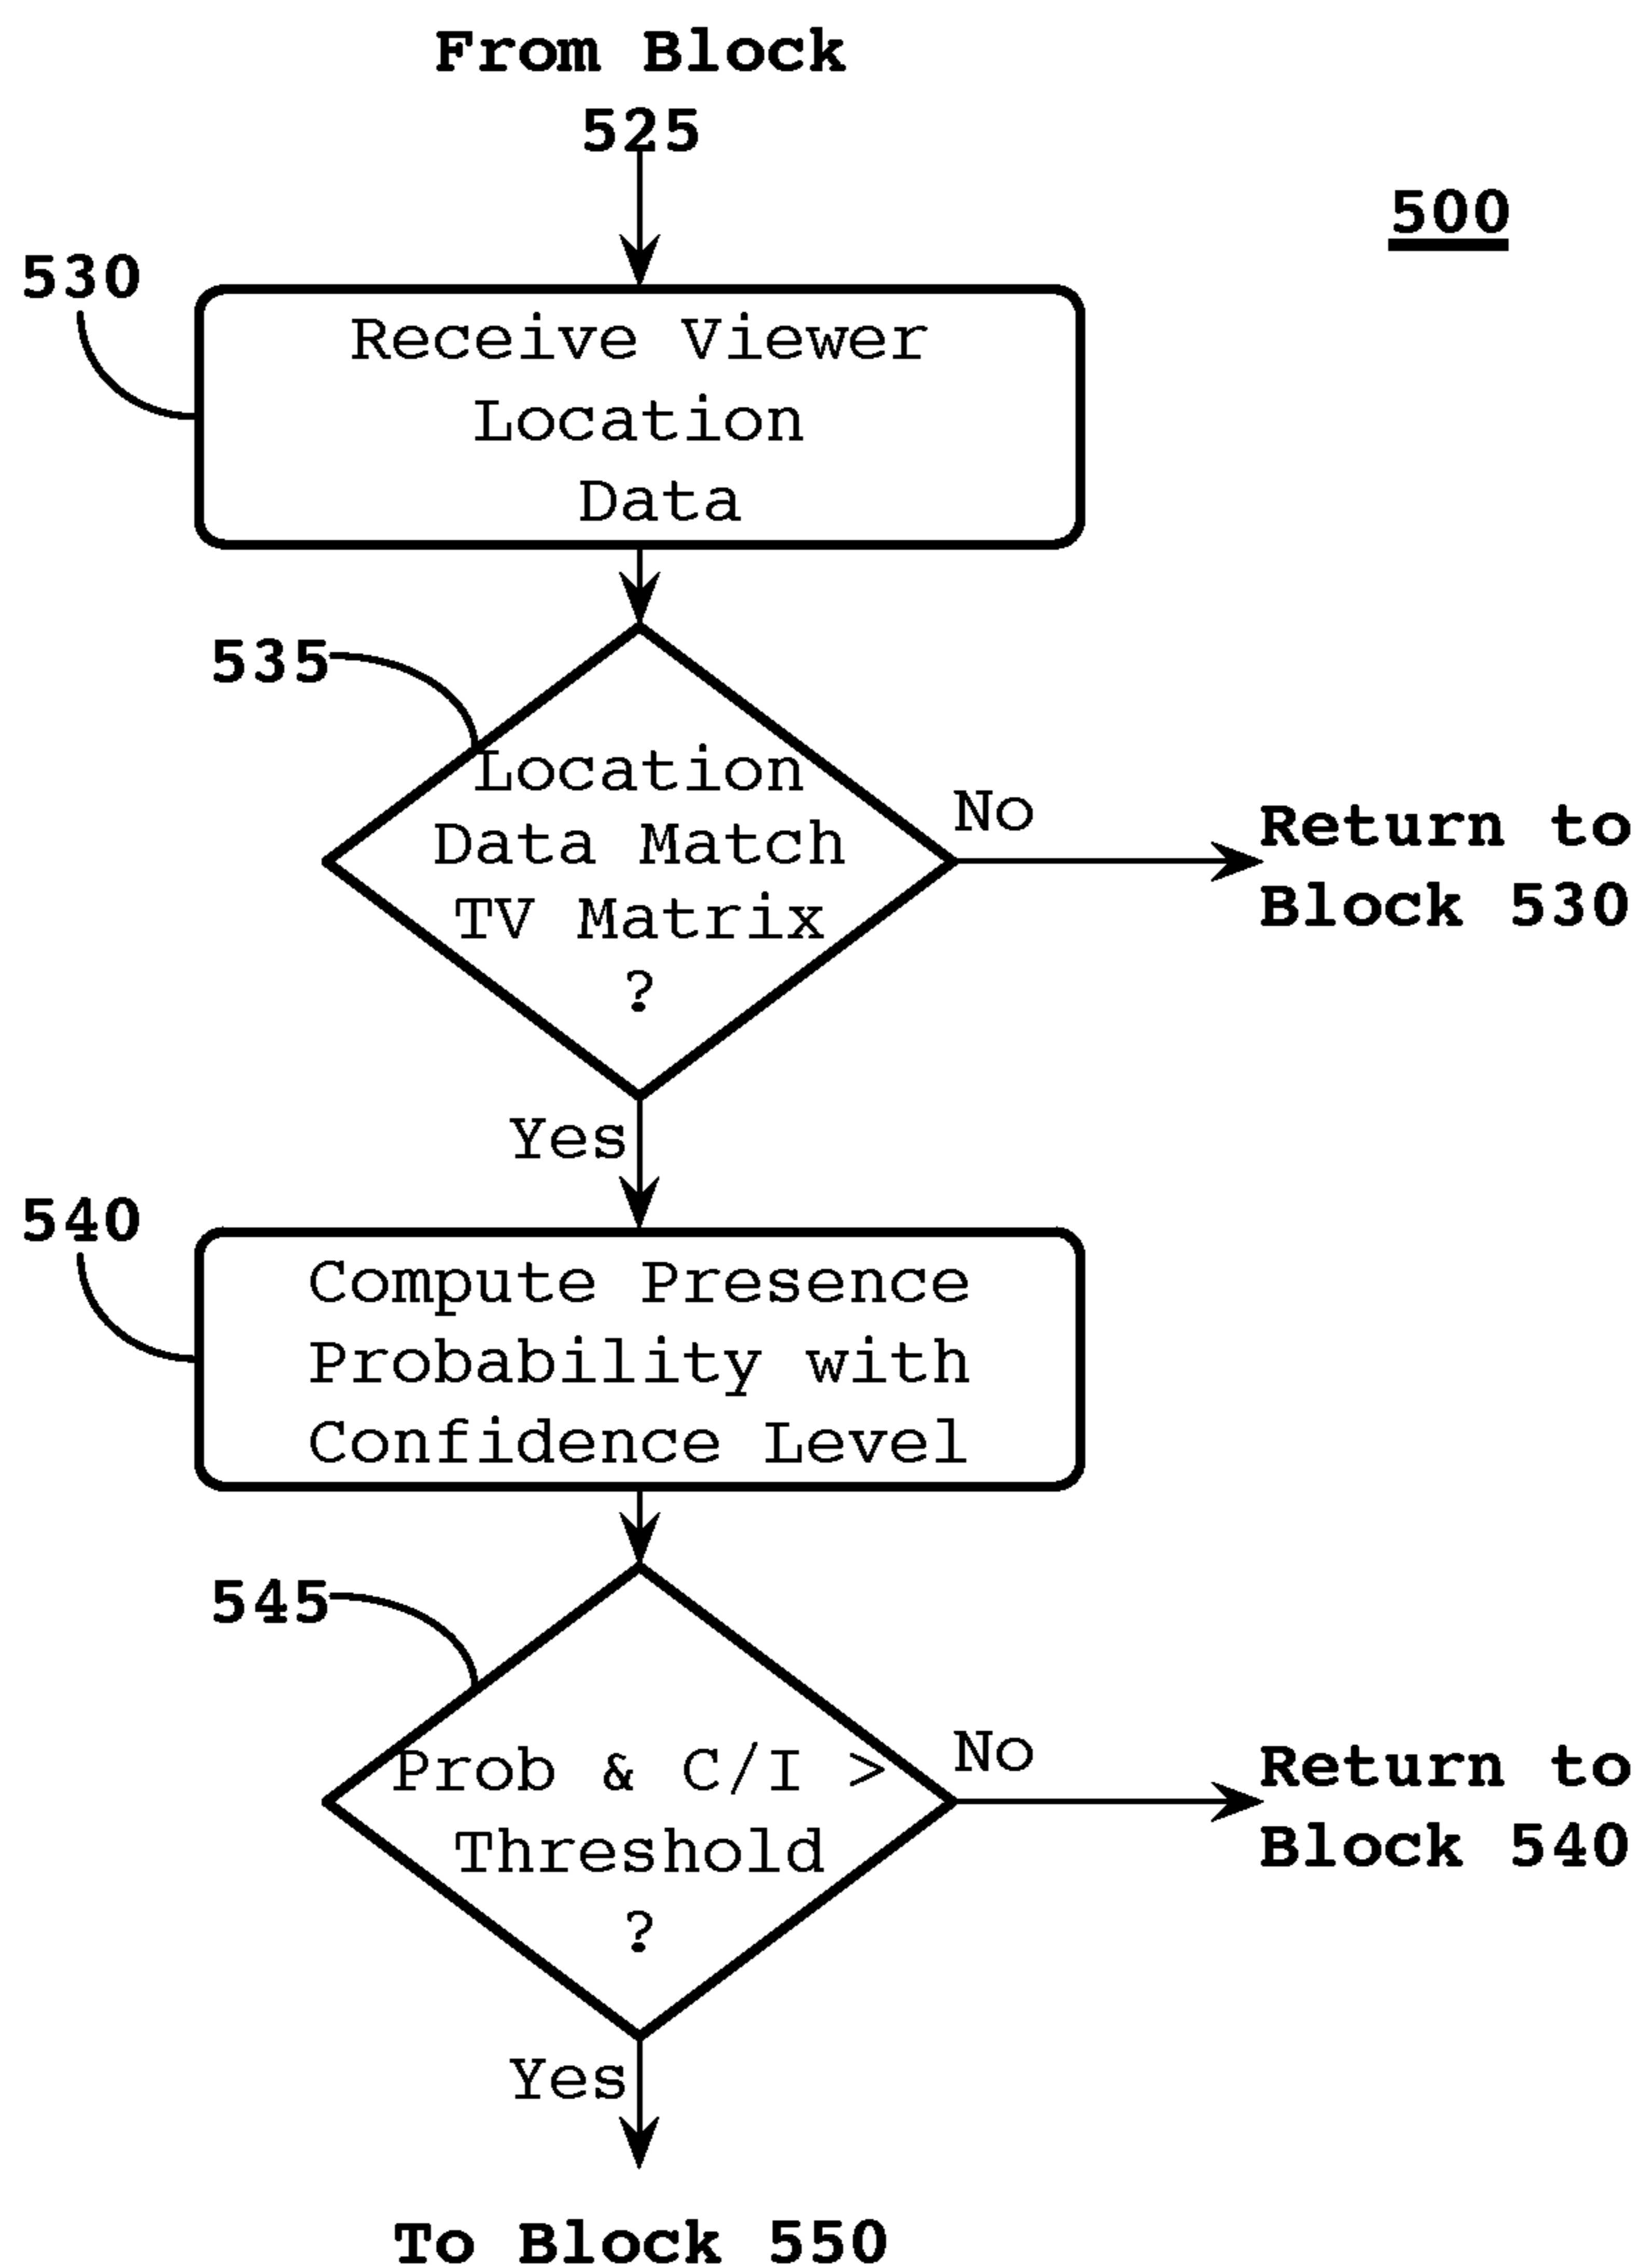 From Block
525
500
530
Receive Viewer
Location
Data
535
Location
Data Match
TV Matrix
?
No
Return to
Block 530
Yes
540
Compute Presence
Probability with
Confidence Level
545
Prob & C/I >
Threshold
?
No
Return to
Block 540
Yes
To Block 550